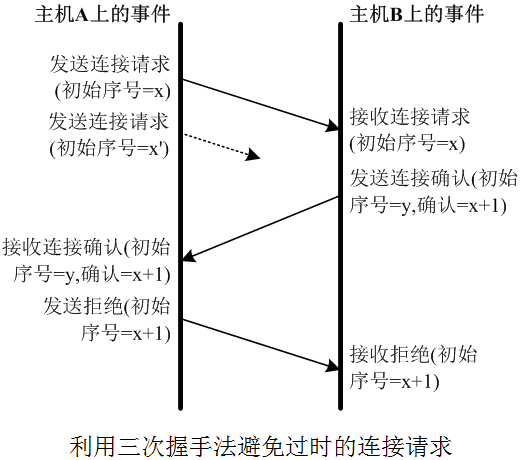 主机A上的事件
主机B上的事件
发送连接请求
(初始序号=x)
接收连接请求
(初始序号=x)
发送连接请求
(初始序号=x')
发送连接确认(初始
序号=y,确认=x+1)
接收连接确认(初始
序号=y,确认=x+1)
发送拒绝(初始
序号=x+1)
接收拒绝(初始
序号=x+1)
利用三次握手法避免过时的连接请求